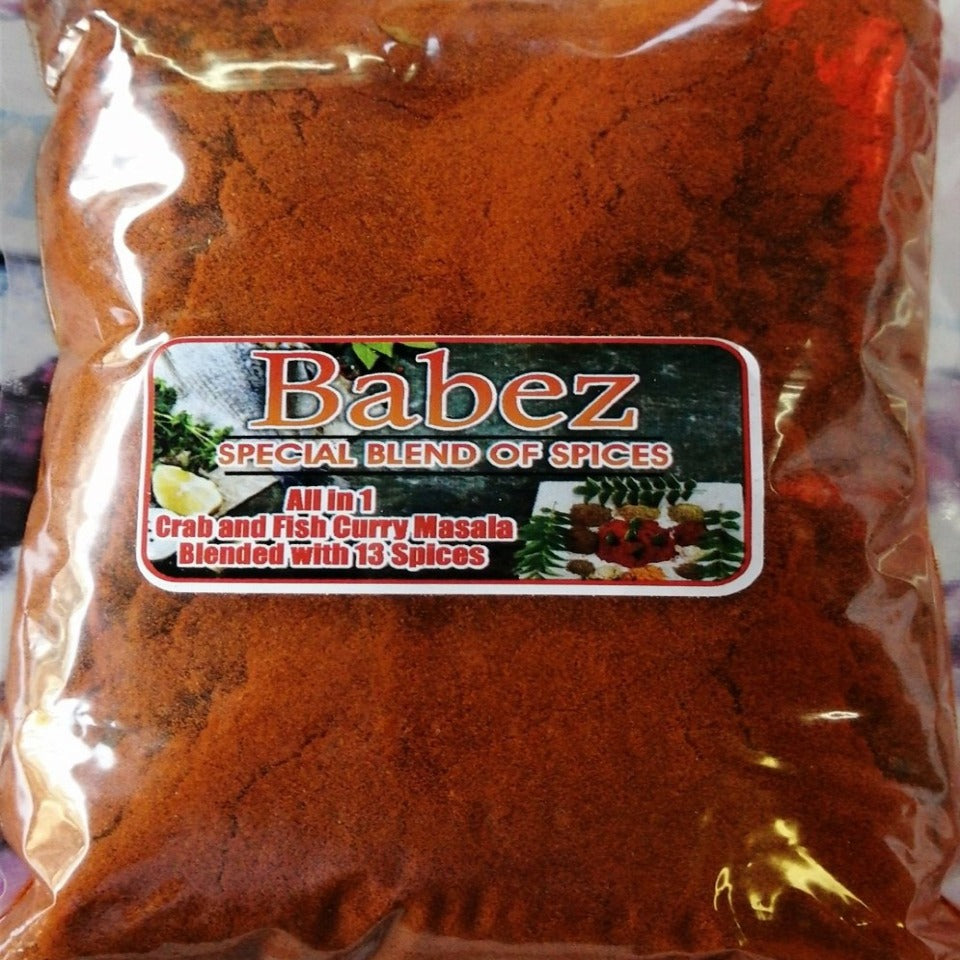 Babez
SPECIAL BLEND OF SPICES
All in 1
Crab and Fish Curry Masala
Blended with 13 Spices